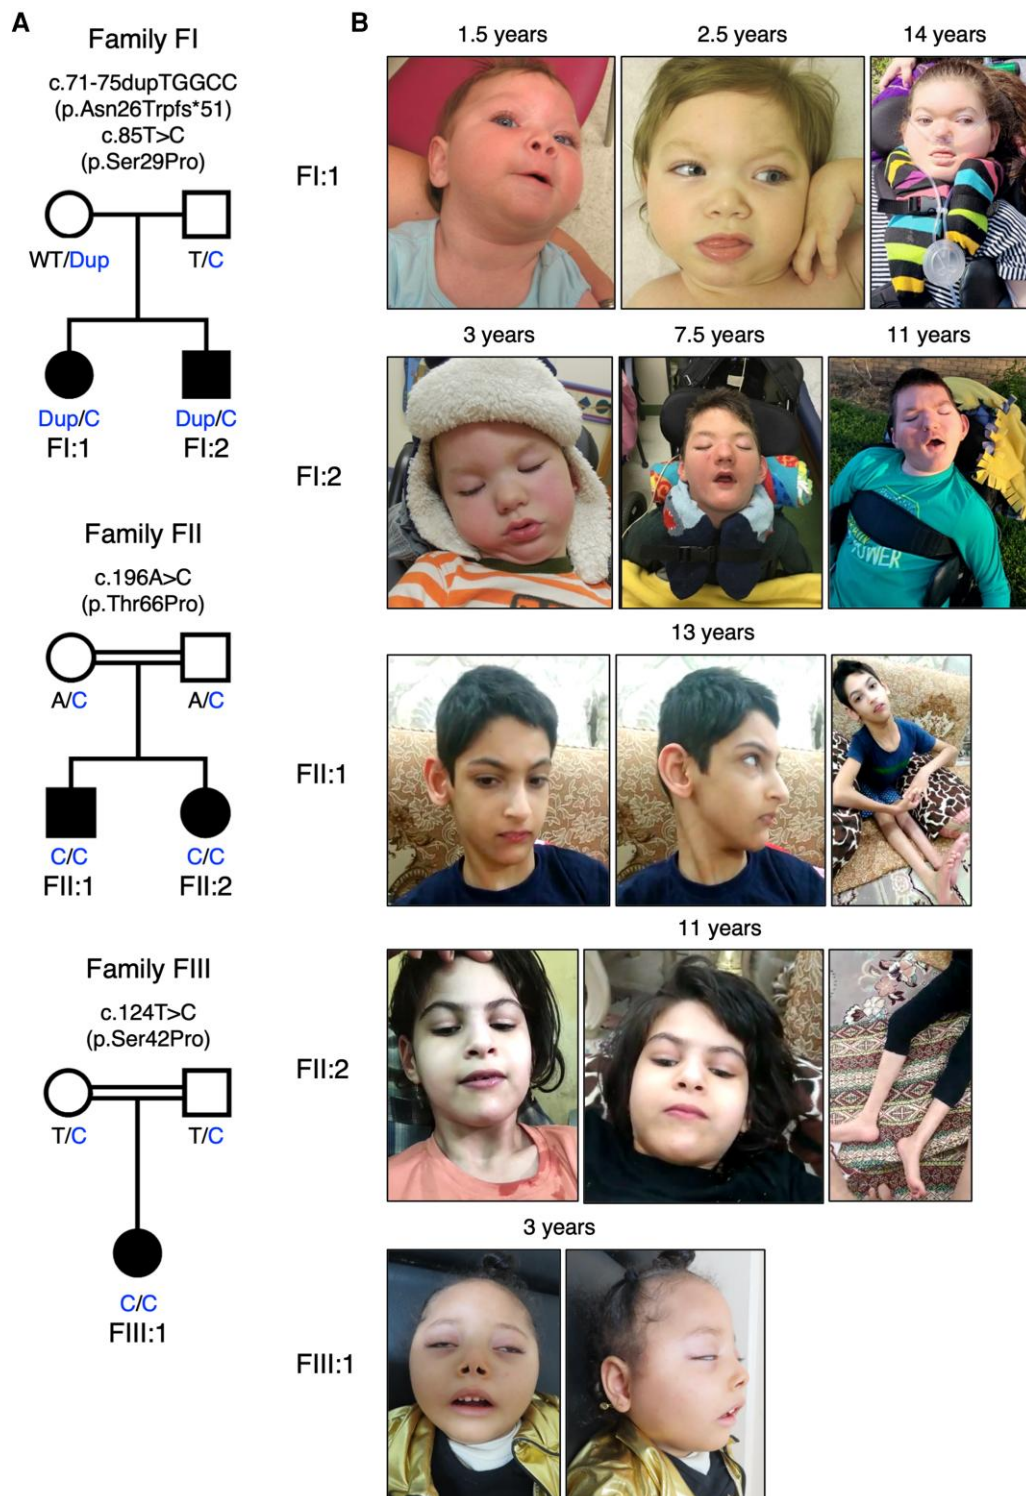 A
Family FI
c.71-75dupTGGCC
(p.Asn26Trpfs*51)
c.85T>C
(p.Ser29Pro)
WT/Dup
T/C
Dup/C
Dup/C
FI:1
FI:2
Family FII
c.196A>C
(p.Thr66Pro)
A/C
A/C
C/C
C/C
FII:1
FII:2
Family FIII
c.124T>C
(p.Ser42Pro)
T/C
T/C
C/C
FIII:1
B
1.5 years
2.5 years
14 years
FI:1
3 years
7.5 years
11 years
FI:2
POWER
13 years
FII:1
11 years
FII:2
3 years
FIII:1